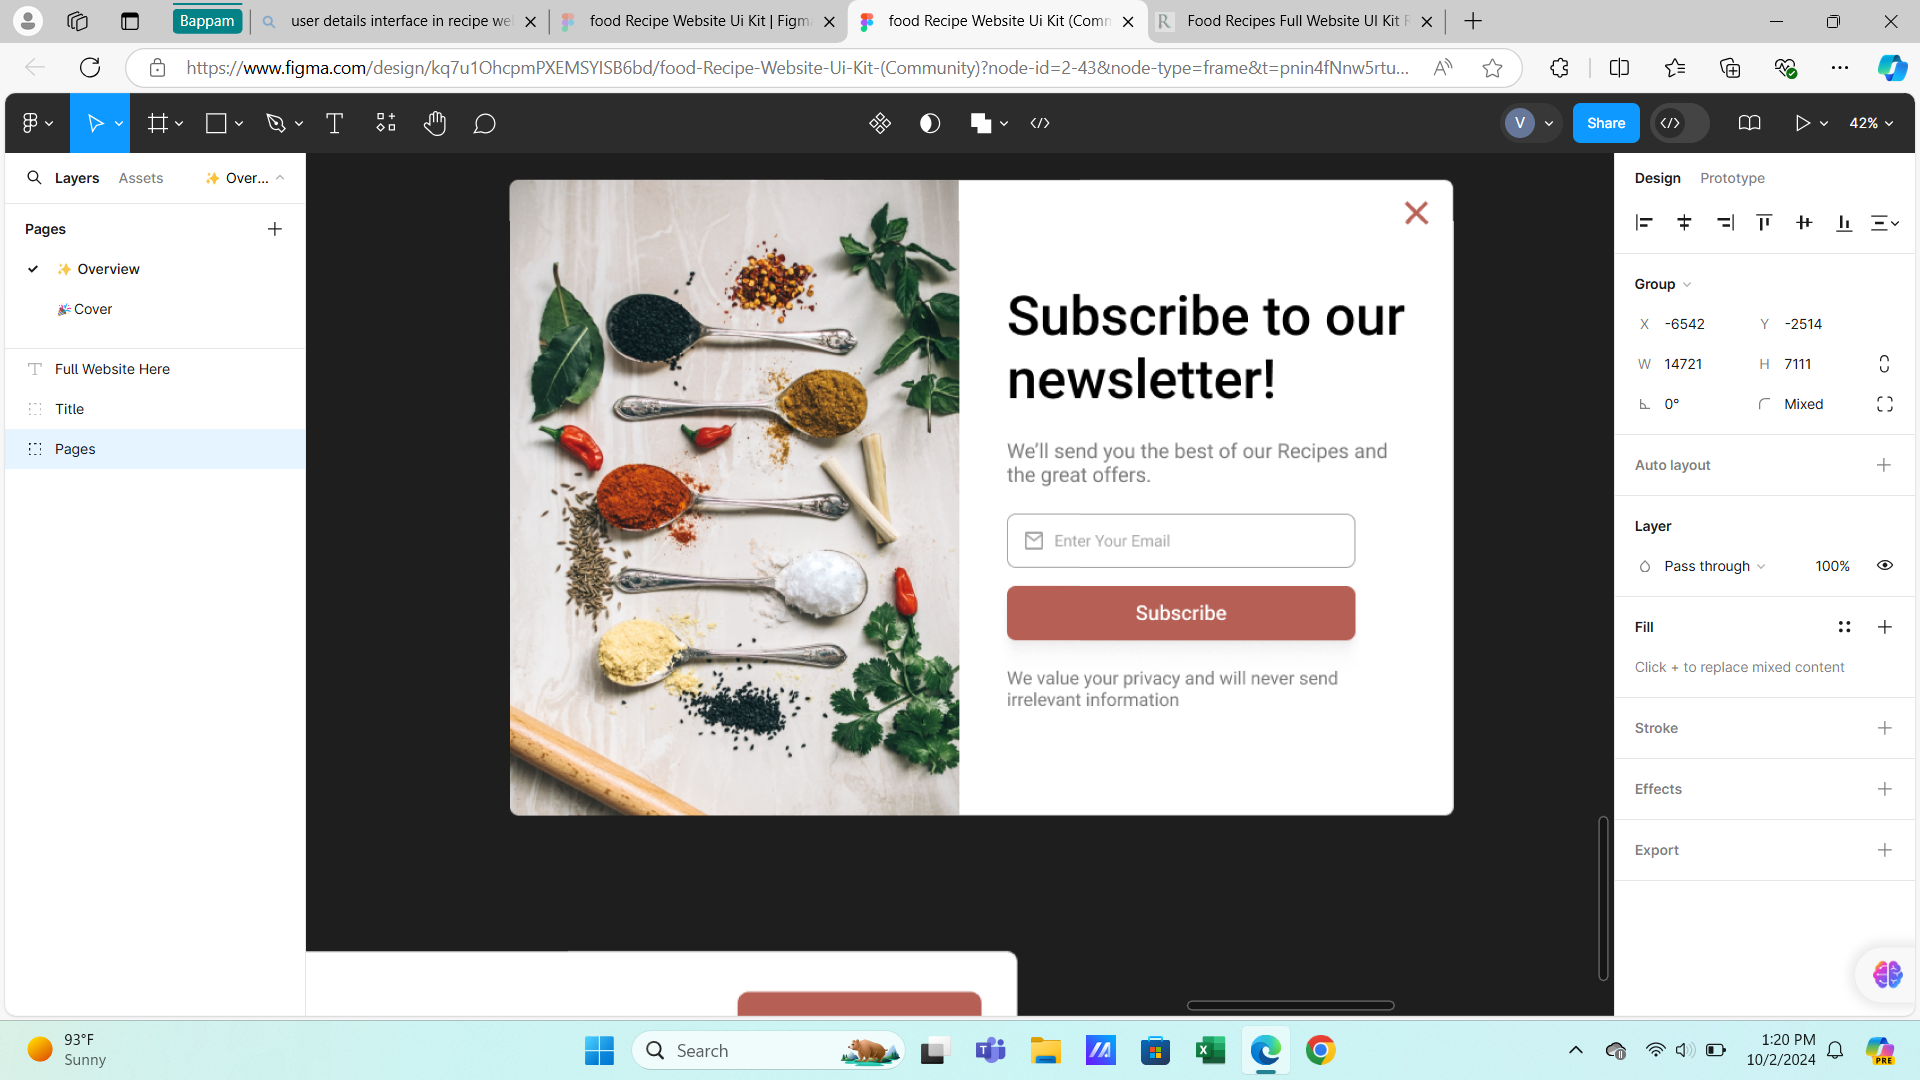 Bappam
user details interface in recipe we
food Recipe Website Ui Kit | Figm
food Recipe Website Ui Kit (Com
Food Recipes Full Website UI Kit
https://www.figma.com/design/kq7u1OhcpmPXEMSYISB6bd/food-Recipe-Website-Ui-Kit-(Community)?node-id=2-43&node-type=frame&t=pnin4fNnw5rtu...
V
Share
42%
Layers
Assets
✨ Over...
Design
Prototype
Pages
✨ Overview
🎉 Cover
Full Website Here
Title
Pages
Subscribe to our
newsletter!
We'll send you the best of our Recipes and
the great offers.
Enter Your Email
Subscribe
We value your privacy and will never send
irrelevant information
Group
X -6542 Y -2514
W 14721 H 7111
0° Mixed
Auto layout
Layer
Pass through 100%
Fill
Click + to replace mixed content
Stroke
Effects
Export
93°F
Sunny
Search
1:20 PM
10/2/2024
PRE